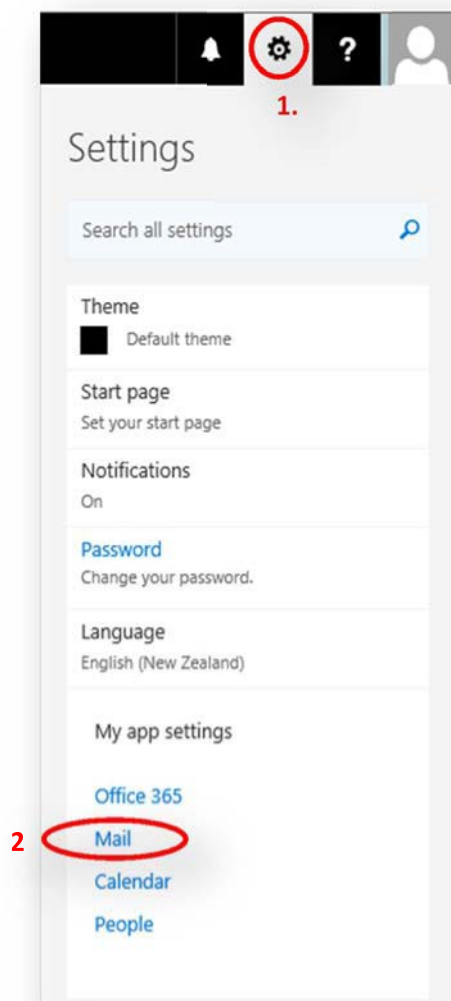 ?
1.
Settings
Search all settings
Theme
Default theme
Start page
Set your start page
Notifications
On
Password
Change your password.
Language
English (New Zealand)
My app settings
Office 365
2 Mail
Calendar
People